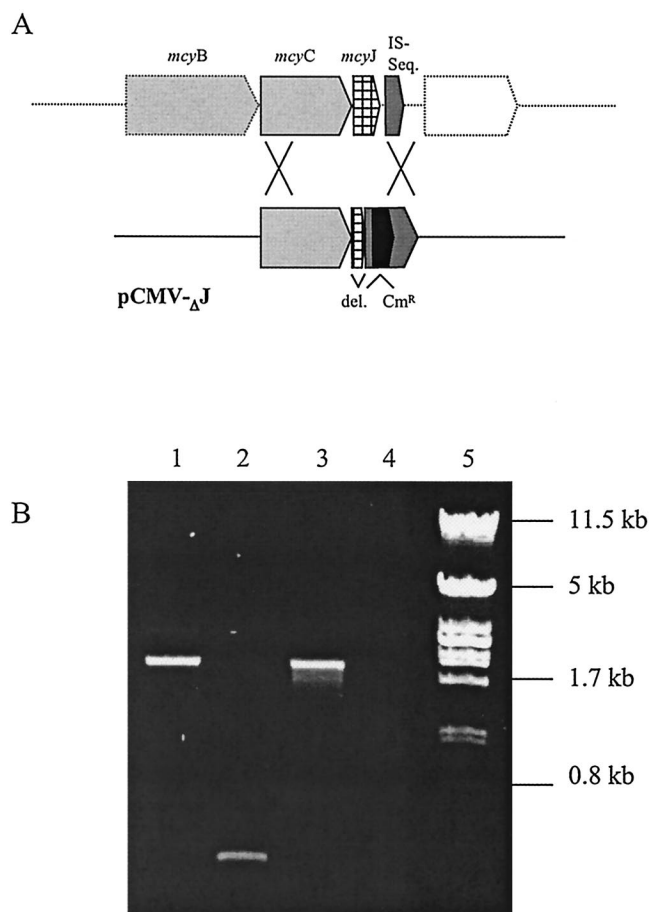 A
mcyB mcyC mcyJ IS-
Seq.
pCMV-ΔJ
del. CmR
B
1 2 3 4 5
11.5 kb
5 kb
1.7 kb
0.8 kb